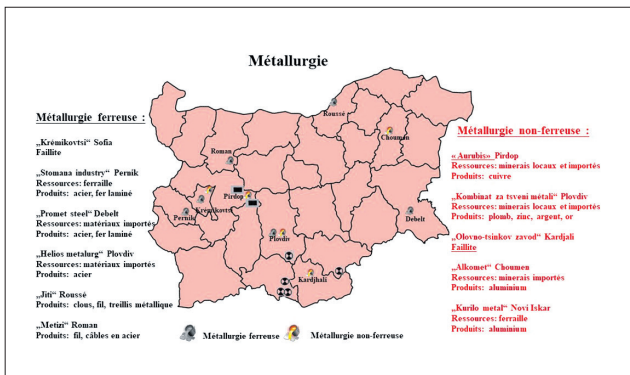 Métallurgie
Métallurgie ferreuse :
„Krémikovtsi“ Sofia
Faillite
„Stomana industry“ Pernik
Ressources: ferraille
Produits: acier, fer laminé
„Promet steel“ Debelt
Ressources: matériaux importés
Produits: acier, fer laminé
„Helios metalurg“ Plovdiv
Ressources: matériaux importés
Produits: acier
„Jiti“ Roussé
Produits: clous, fil, treillis métallique
„Metizi“ Roman
Produits: fil, câbles en acier
Roussé
Choumen
Roman
Pirdop
Krémikovtsi
Pernik
Debelt
Plovdiv
Kardjhali
Métallurgie ferreuse
Métallurgie non-ferreuse
Métallurgie non-ferreuse :
«Aurubis» Pirdop
Ressources: minerais locaux et importés
Produits: cuivre
„Kombinat za tsveni métali“ Plovdiv
Ressources: minerais locaux et importés
Produits: plomb, zinc, argent, or
„Olovno-tsinkov zavod“ Kardjali
Faillite
„Alkomet“ Choumen
Ressources: minerais importés
Produits: aluminium
„Kurilo metal“ Novi Iskar
Ressources: ferraille
Produits: aluminium